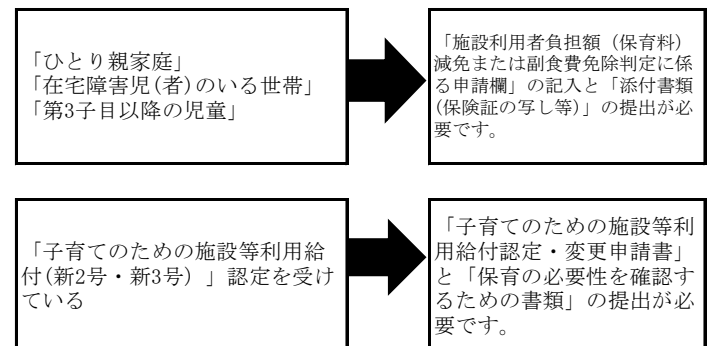 「ひとり親家庭」
「在宅障害児(者)のいる世帯」
「第3子目以降の児童」
「施設利用者負担額（保育料）
減免または副食費免除判定に係
る申請欄」の記入と「添付書類
(保険証の写し等)」の提出が必
要です。
「子育てのための施設等利用給
付(新2号・新3号）」認定を受け
ている
「子育てのための施設等利
用給付認定・変更申請書」
と「保育の必要性を確認す
るための書類」の提出が必
要です。